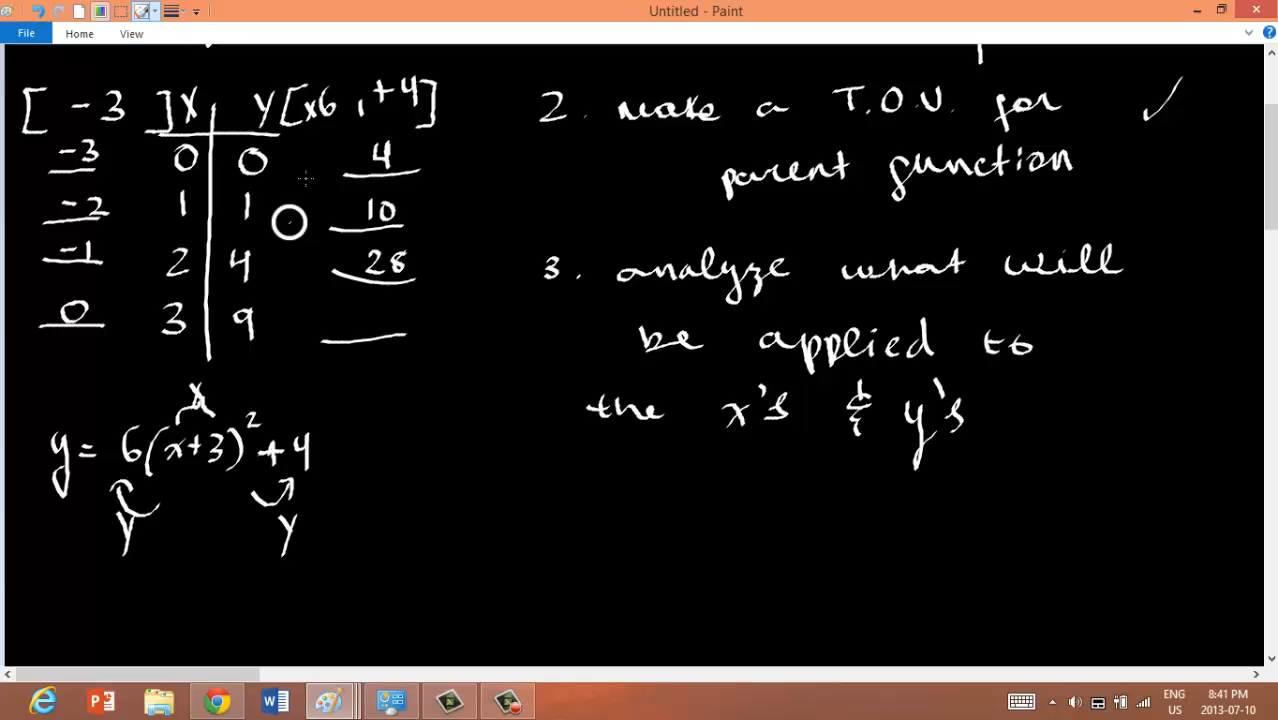 Untitled - Paint
File Home View
[ -3 ] X Y [x6 , +4]
-3 0 0 4
-2 1 1 10
-1 2 4 28
0 3 9
x
y = 6(x+3)² +4
y y
2. make a T.O.V. for ✓
parent function
3. analyze what will
be applied to
the x's & y's
ENG
US
8:41 PM
2013-07-10